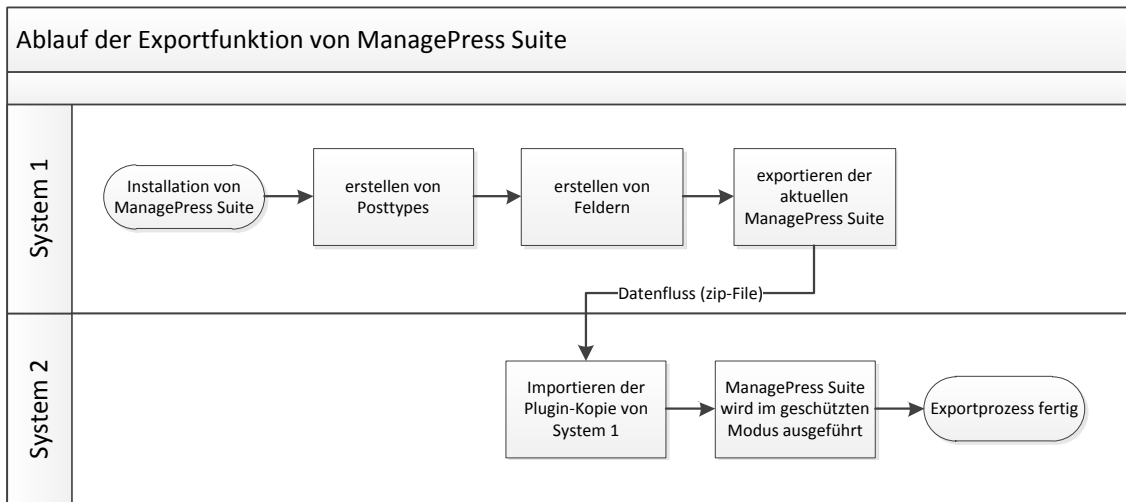 Ablauf der Exportfunktion von ManagePress Suite
System 1
Installation von
ManagePress Suite
erstellen von
Posttypes
erstellen von
Feldern
exportieren der
aktuellen
ManagePress Suite
Datenfluss (zip-File)
System 2
Importieren der
Plugin-Kopie von
System 1
ManagePress Suite
wird im geschützten
Modus ausgeführt
Exportprozess fertig